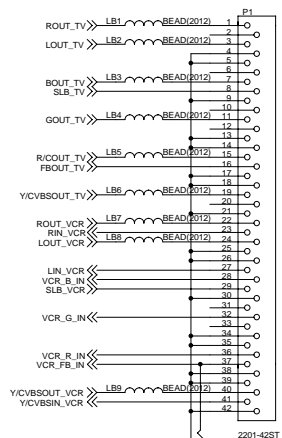 P1
ROUT_TV LB1 BEAD(2012) 1
2
LOUT_TV LB2 BEAD(2012) 3
4
5
6
BOUT_TV LB3 BEAD(2012) 7
SLB_TV 8
9
10
GOUT_TV LB4 BEAD(2012) 11
12
13
14
R/COUT_TV LB5 BEAD(2012) 15
FBOUT_TV 16
17
18
Y/CVBSOUT_TV LB6 BEAD(2012) 19
20
21
ROUT_VCR LB7 BEAD(2012) 22
RIN_VCR 23
LOUT_VCR LB8 BEAD(2012) 24
25
26
LIN_VCR 27
VCR_B_IN 28
SLB_VCR 29
30
31
VCR_G_IN 32
33
34
35
VCR_R_IN 36
VCR_FB_IN 37
38
39
Y/CVBSOUT_VCR LB9 BEAD(2012) 40
Y/CVBSIN_VCR 41
42
2201-42ST